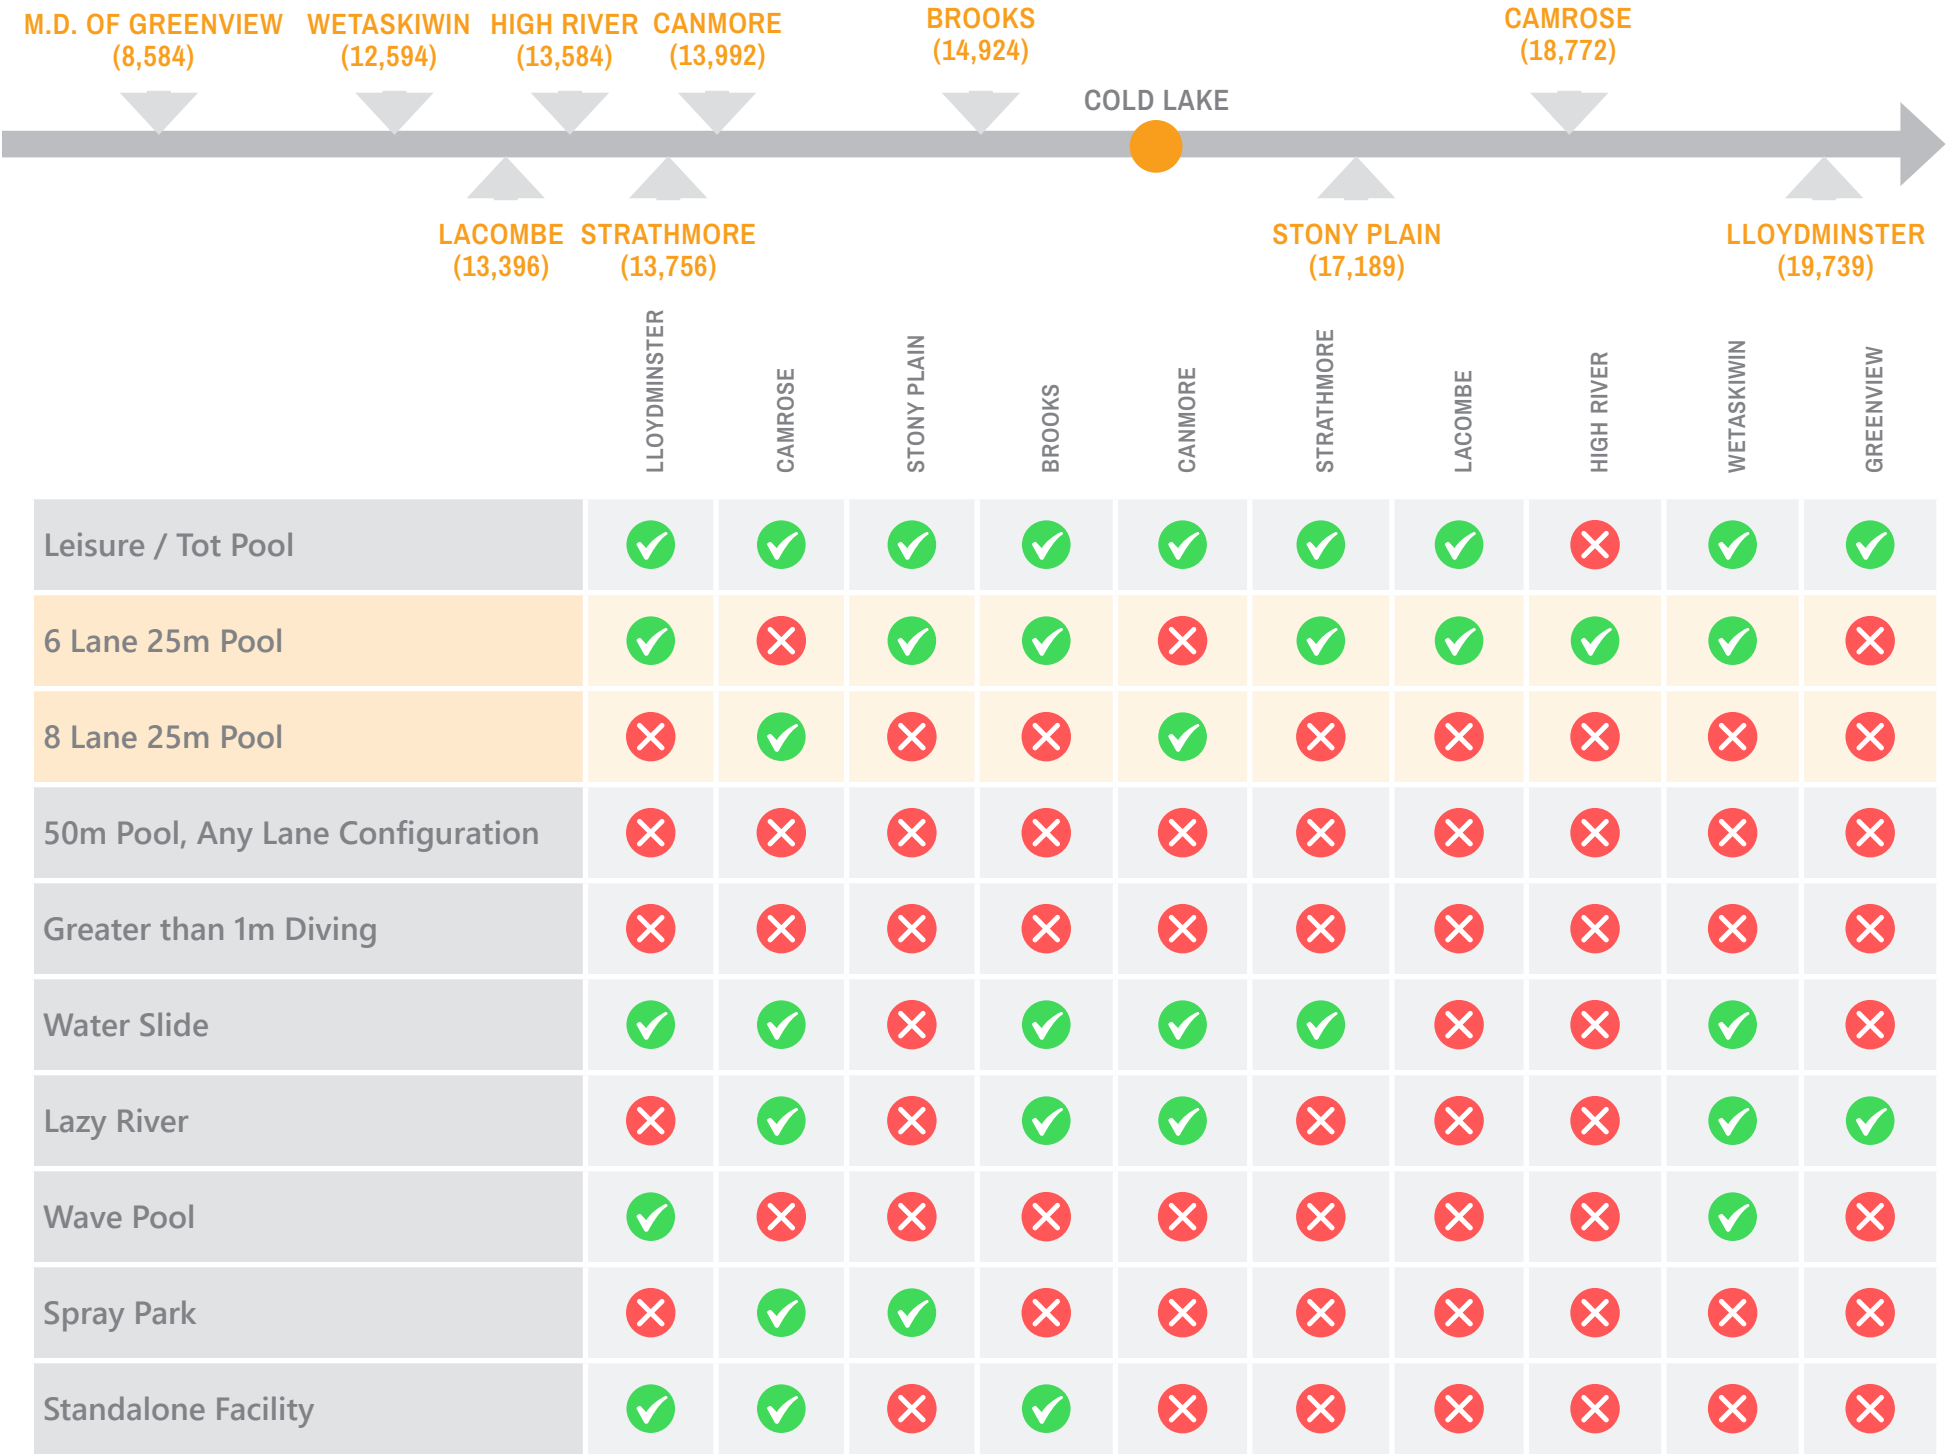 M.D. OF GREENVIEW
(8,584)
WETASKIWIN
(12,594)
HIGH RIVER
(13,584)
CANMORE
(13,992)
BROOKS
(14,924)
CAMROSE
(18,772)
COLD LAKE
LACOMBE
(13,396)
STRATHMORE
(13,756)
STONY PLAIN
(17,189)
LLOYDMINSTER
(19,739)
LLOYDMINSTER
CAMROSE
STONY PLAIN
BROOKS
CANMORE
STRATHMORE
LACOMBE
HIGH RIVER
WETASKIWIN
GREENVIEW
Leisure / Tot Pool
6 Lane 25m Pool
8 Lane 25m Pool
50m Pool, Any Lane Configuration
Greater than 1m Diving
Water Slide
Lazy River
Wave Pool
Spray Park
Standalone Facility